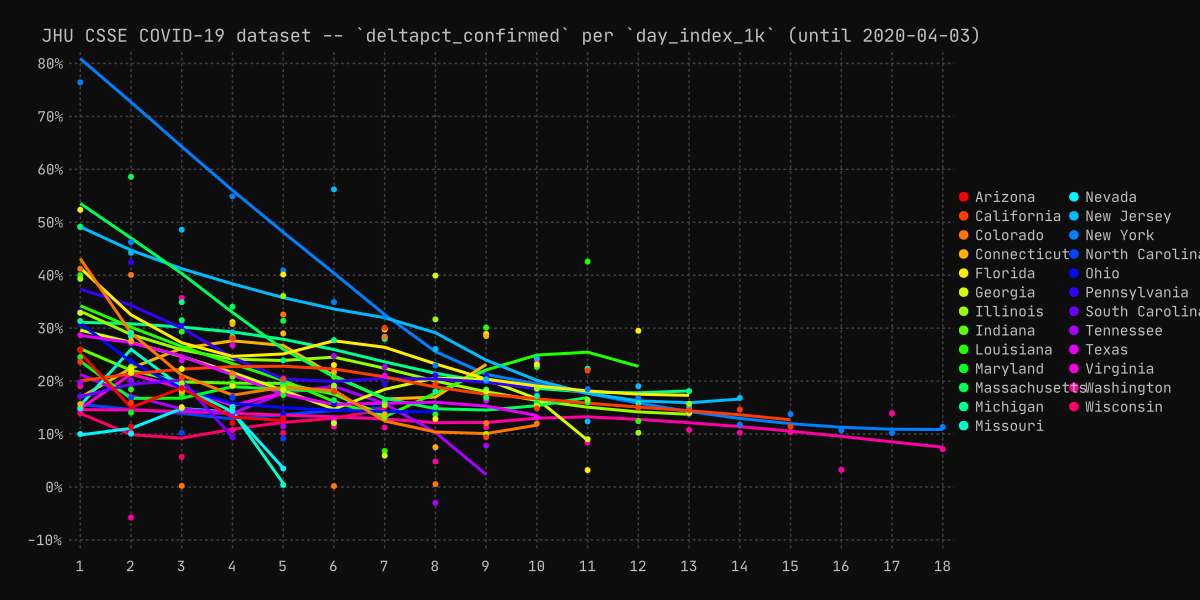 JHU CSSE COVID-19 dataset -- `deltapct_confirmed` per `day_index_1k` (until 2020-04-03)
80%
70%
60%
50%
40%
30%
20%
10%
0%
-10%
1 2 3 4 5 6 7 8 9 10 11 12 13 14 15 16 17 18
Arizona
California
Colorado
Connecticut
Florida
Georgia
Illinois
Indiana
Louisiana
Maryland
Massachusetts
Michigan
Missouri
Nevada
New Jersey
New York
North Carolina
Ohio
Pennsylvania
South Carolina
Tennessee
Texas
Virginia
Washington
Wisconsin